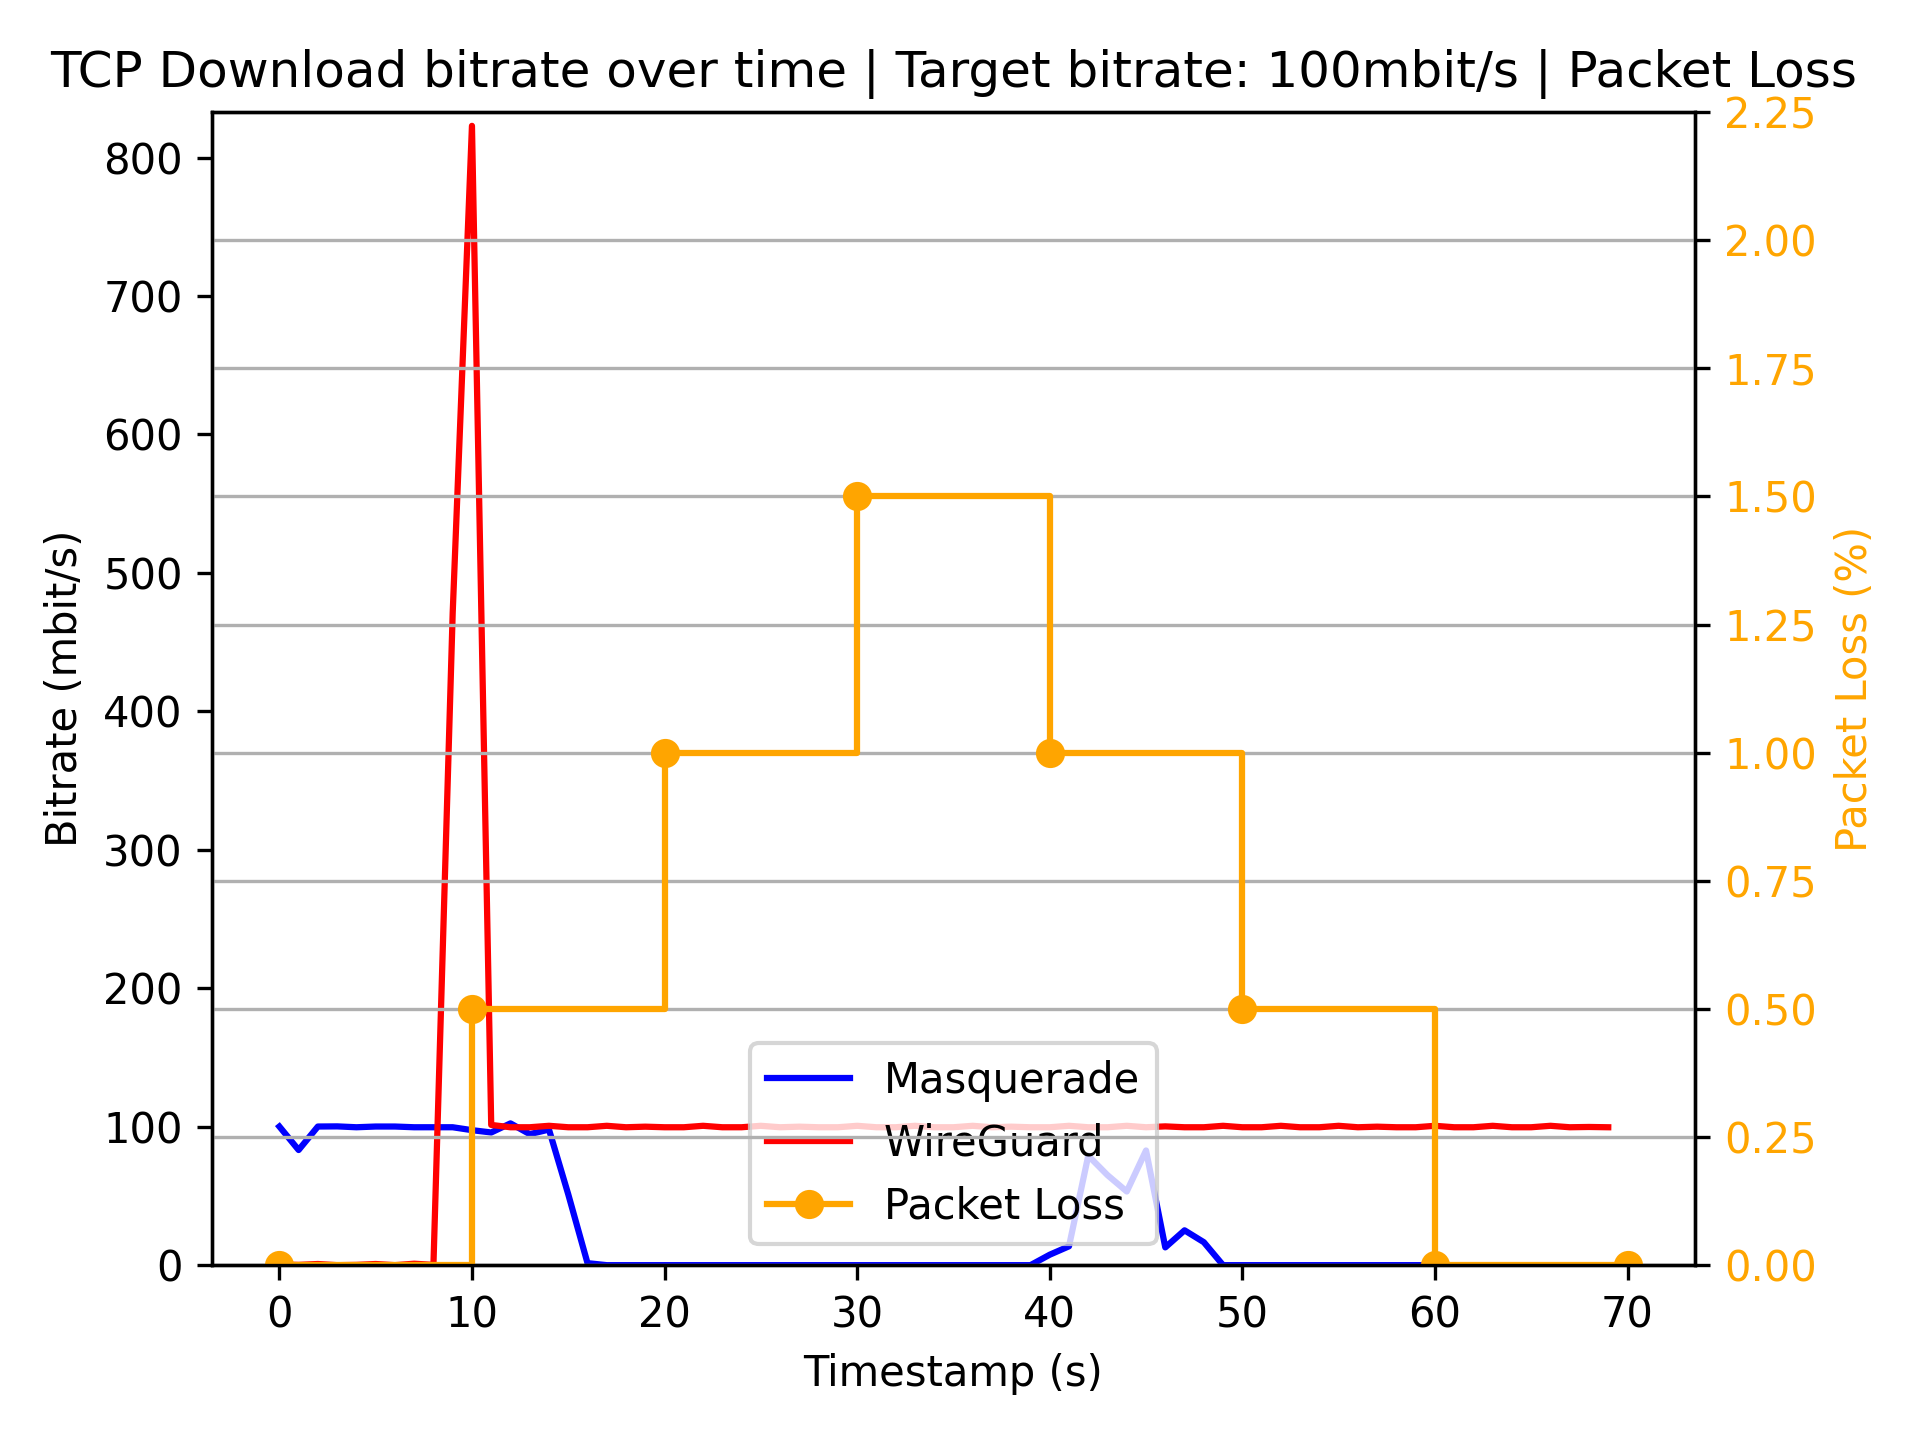 TCP Download bitrate over time | Target bitrate: 100mbit/s | Packet Loss
Bitrate (mbit/s)
800
700
600
500
400
300
200
100
0
2.25
2.00
1.75
1.50
1.25
1.00
0.75
0.50
0.25
0.00
Packet Loss (%)
Masquerade
WireGuard
Packet Loss
0 10 20 30 40 50 60 70
Timestamp (s)